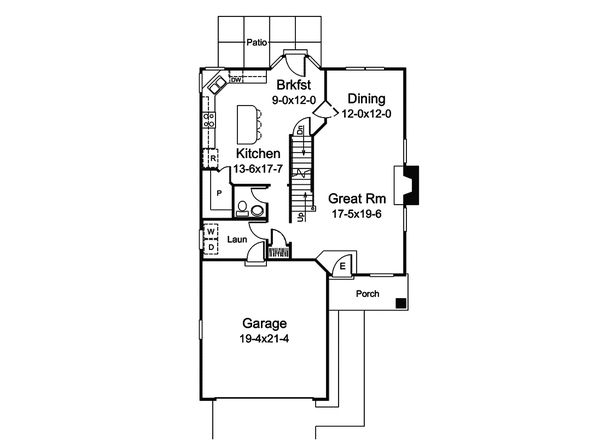 Patio
DW
Brkfst
9-0x12-0
Dining
12-0x12-0
Dn
Kitchen
13-6x17-7
R
P
Great Rm
17-5x19-6
Up
W
D
Laun
E
Porch
Garage
19-4x21-4